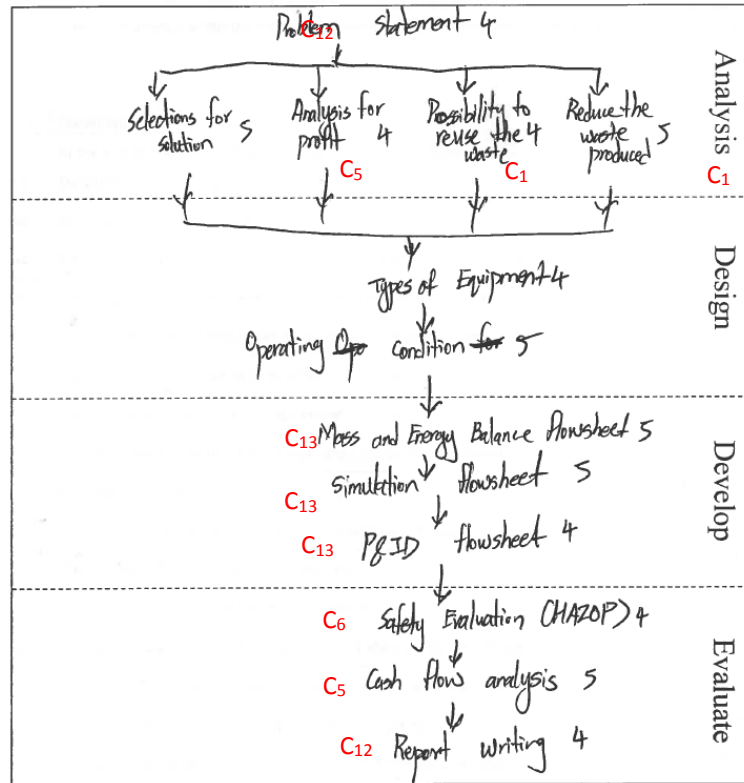 Problem statement 4
C12
Selections for solution 5
Analysis for profit 4
Possibility to reuse the 4 waste
Reduce the waste produced 5
C5
C1
C1
Analysis
Types of Equipment 4
Operating Ope condition for 5
Design
C13 Mass and Energy Balance flowsheet 5
Simulation flowsheet 5
C13
C13 P&ID flowsheet 4
Develop
C6 Safety Evaluation (HAZOP) 4
C5 Cash flow analysis 5
C12 Report writing 4
Evaluate